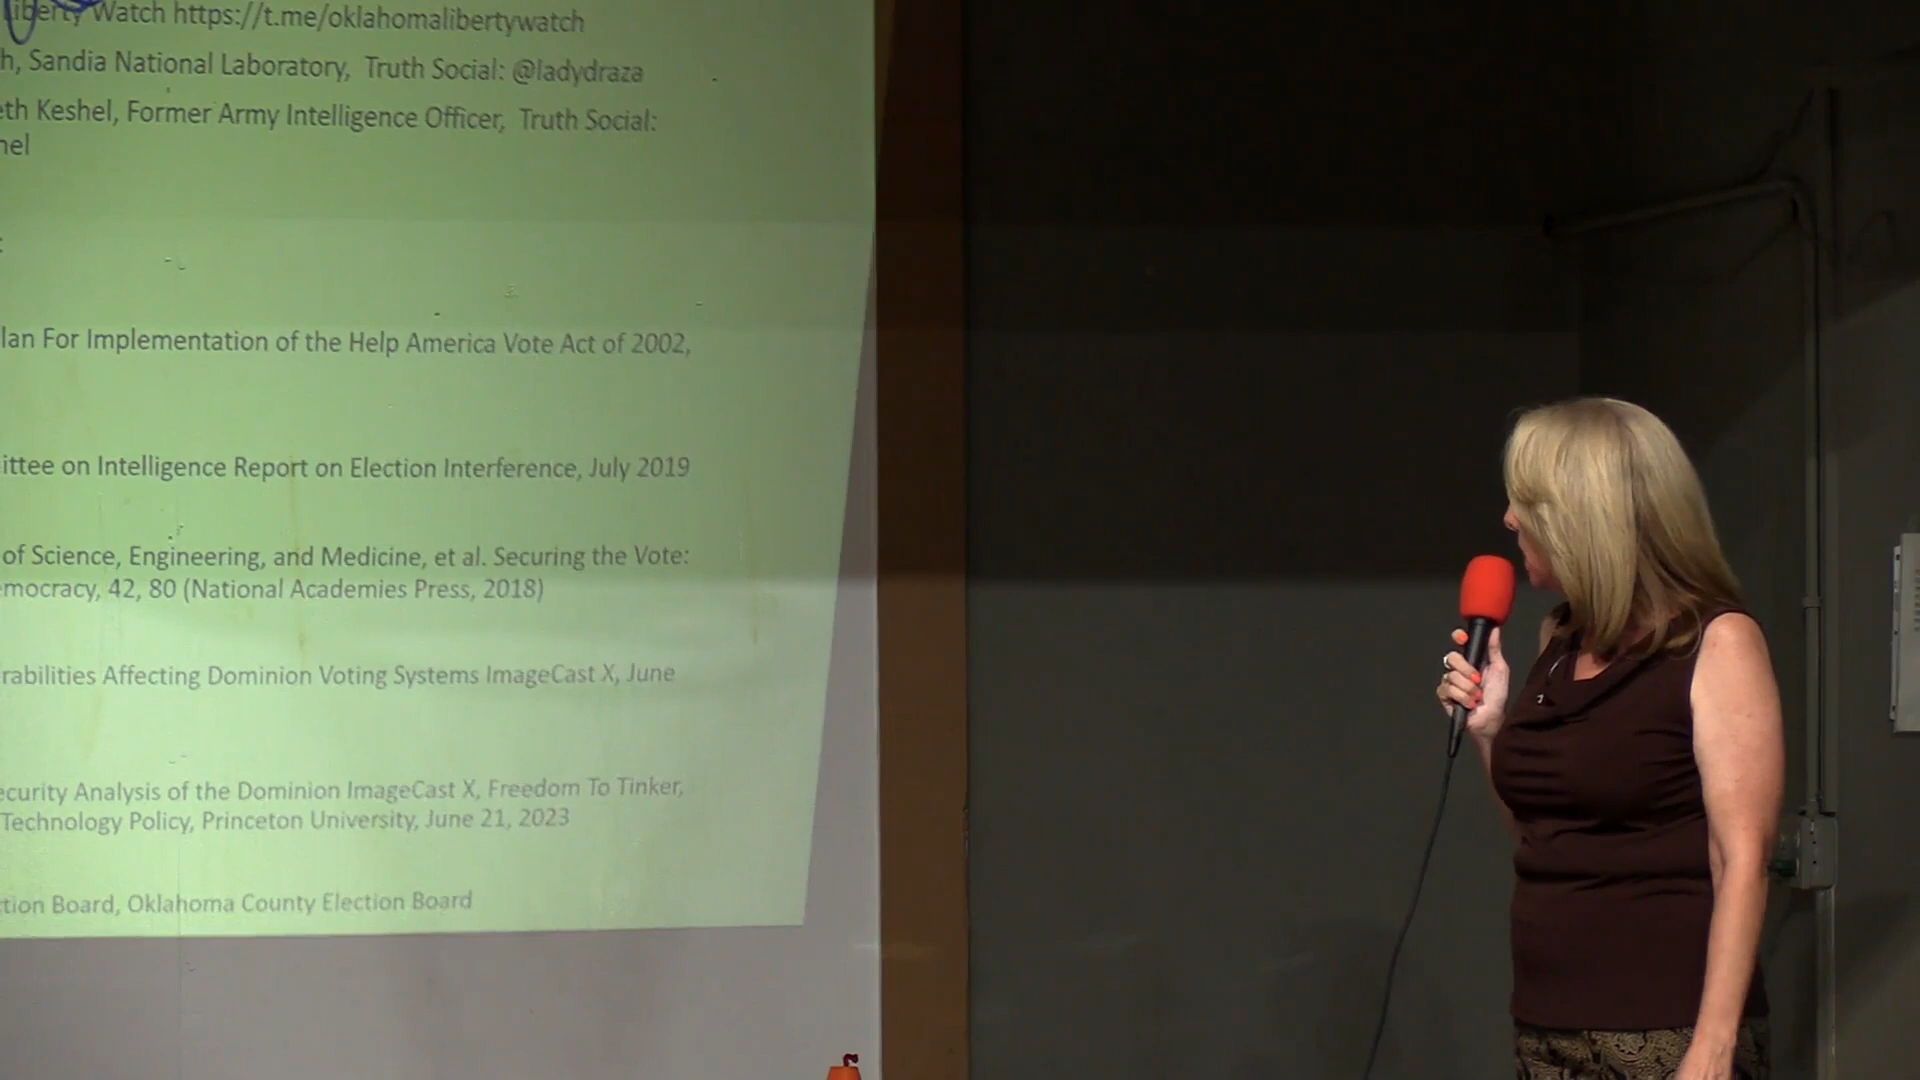 Liberty Watch https://t.me/oklahomalibertywatch
h, Sandia National Laboratory, Truth Social: @ladydraza
eth Keshel, Former Army Intelligence Officer, Truth Social:
hel
:
lan For Implementation of the Help America Vote Act of 2002,
ittee on Intelligence Report on Election Interference, July 2019
of Science, Engineering, and Medicine, et al. Securing the Vote:
mocracy, 42, 80 (National Academies Press, 2018)
rabilities Affecting Dominion Voting Systems ImageCast X, June
ecurity Analysis of the Dominion ImageCast X, Freedom To Tinker,
Technology Policy, Princeton University, June 21, 2023
tion Board, Oklahoma County Election Board